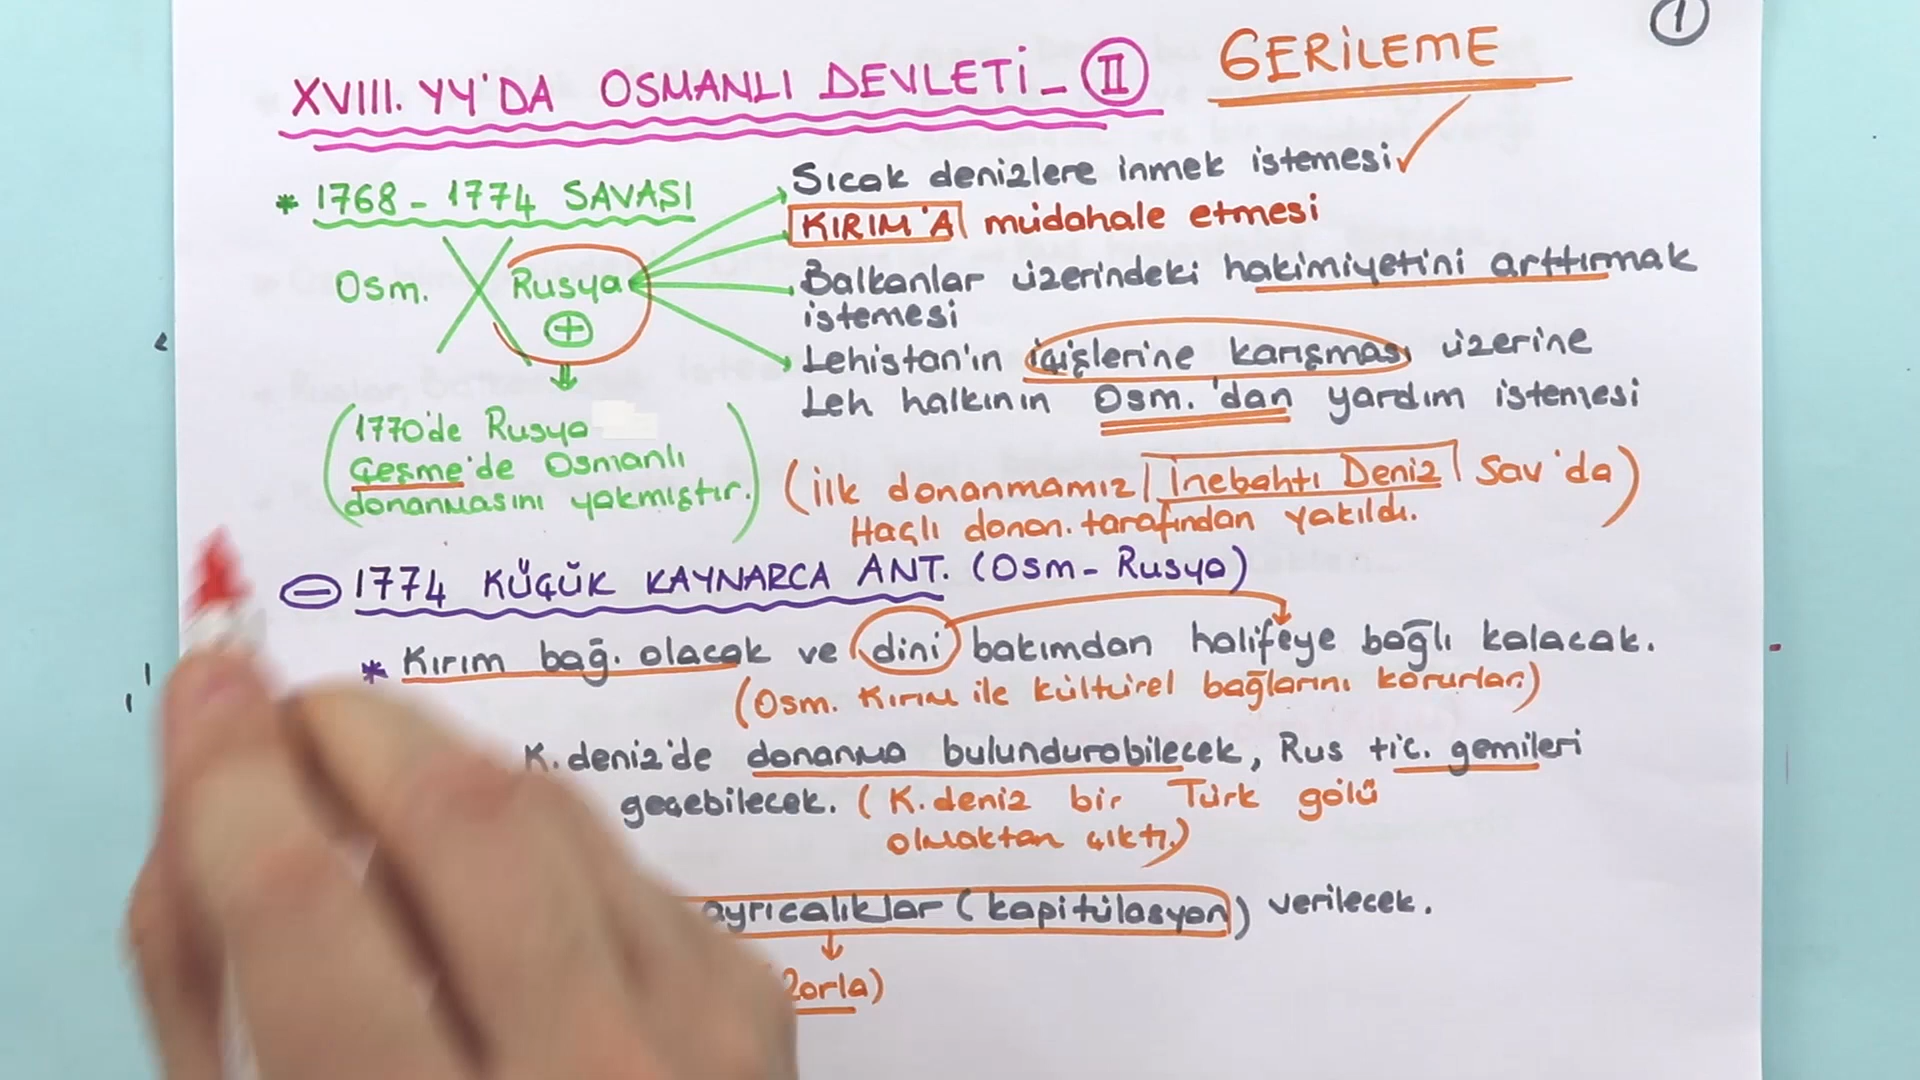 1
XVIII. YY'DA OSMANLI DEVLETİ - II
GERİLEME
* 1768 - 1774 SAVAŞI
Osm. Rusya
+
Sıcak denizlere inmek istemesi
KIRIM'A müdahale etmesi
Balkanlar üzerindeki hakimiyetini arttırmak
istemesi
Lehistan'ın içişlerine karışması üzerine
Leh halkının Osm.'dan yardım istemesi
(1770'de Rusya
Çeşme'de Osmanlı
donanmasını yakmıştır.)
(İlk donanmamız İnebahtı Deniz Sav'da)
Haçlı donan. tarafından yakıldı.
- 1774 KÜÇÜK KAYNARCA ANT. (Osm - Rusya)
* Kırım bağ. olacak ve dini bakımdan halifeye bağlı kalacak.
(Osm. Kırım ile kültürel bağlarını korurlar.)
K.deniz'de donanma bulundurabilecek, Rus tic. gemileri
geçebilecek. (K.deniz bir Türk gölü
olmaktan çıktı.)
ayrıcalıklar (kapitülasyon) verilecek.
Zorla)